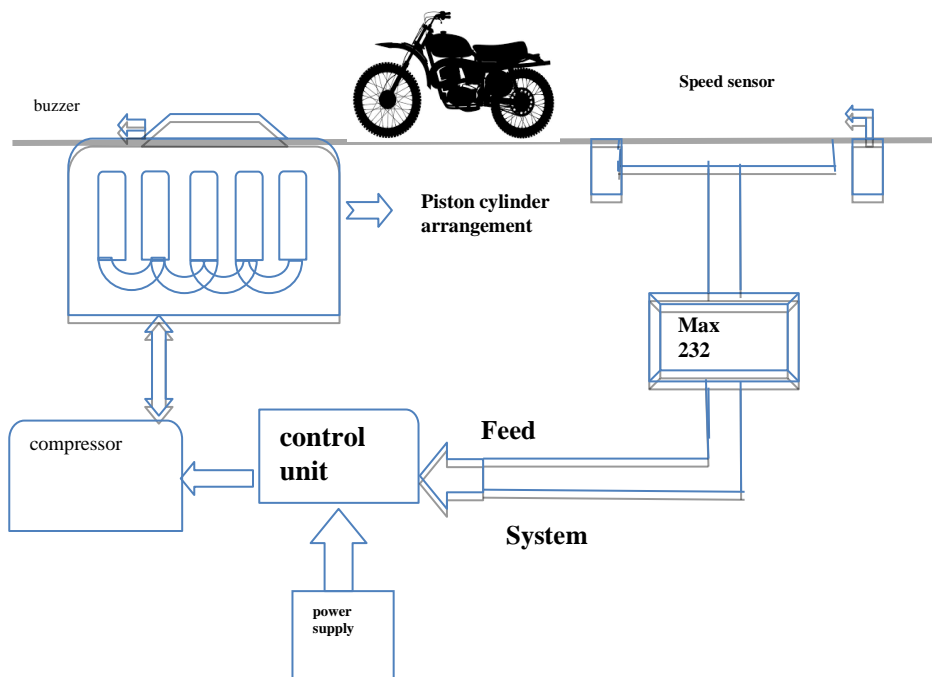 Speed sensor
buzzer
Piston cylinder
arrangement
Max
232
compressor
control
unit
Feed
System
power
supply